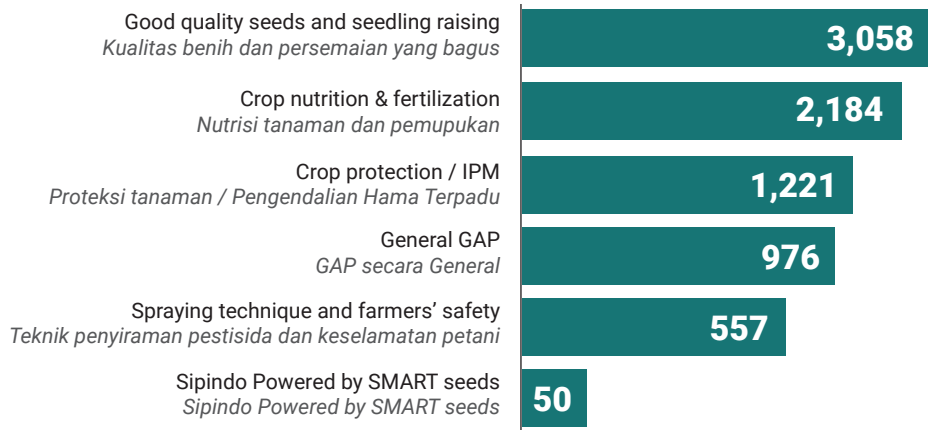 Good quality seeds and seedling raising
Kualitas benih dan persemaian yang bagus
3,058
Crop nutrition & fertilization
Nutrisi tanaman dan pemupukan
2,184
Crop protection / IPM
Proteksi tanaman / Pengendalian Hama Terpadu
1,221
General GAP
GAP secara General
976
Spraying technique and farmers’ safety
Teknik penyiraman pestisida dan keselamatan petani
557
Sipindo Powered by SMART seeds
Sipindo Powered by SMART seeds
50